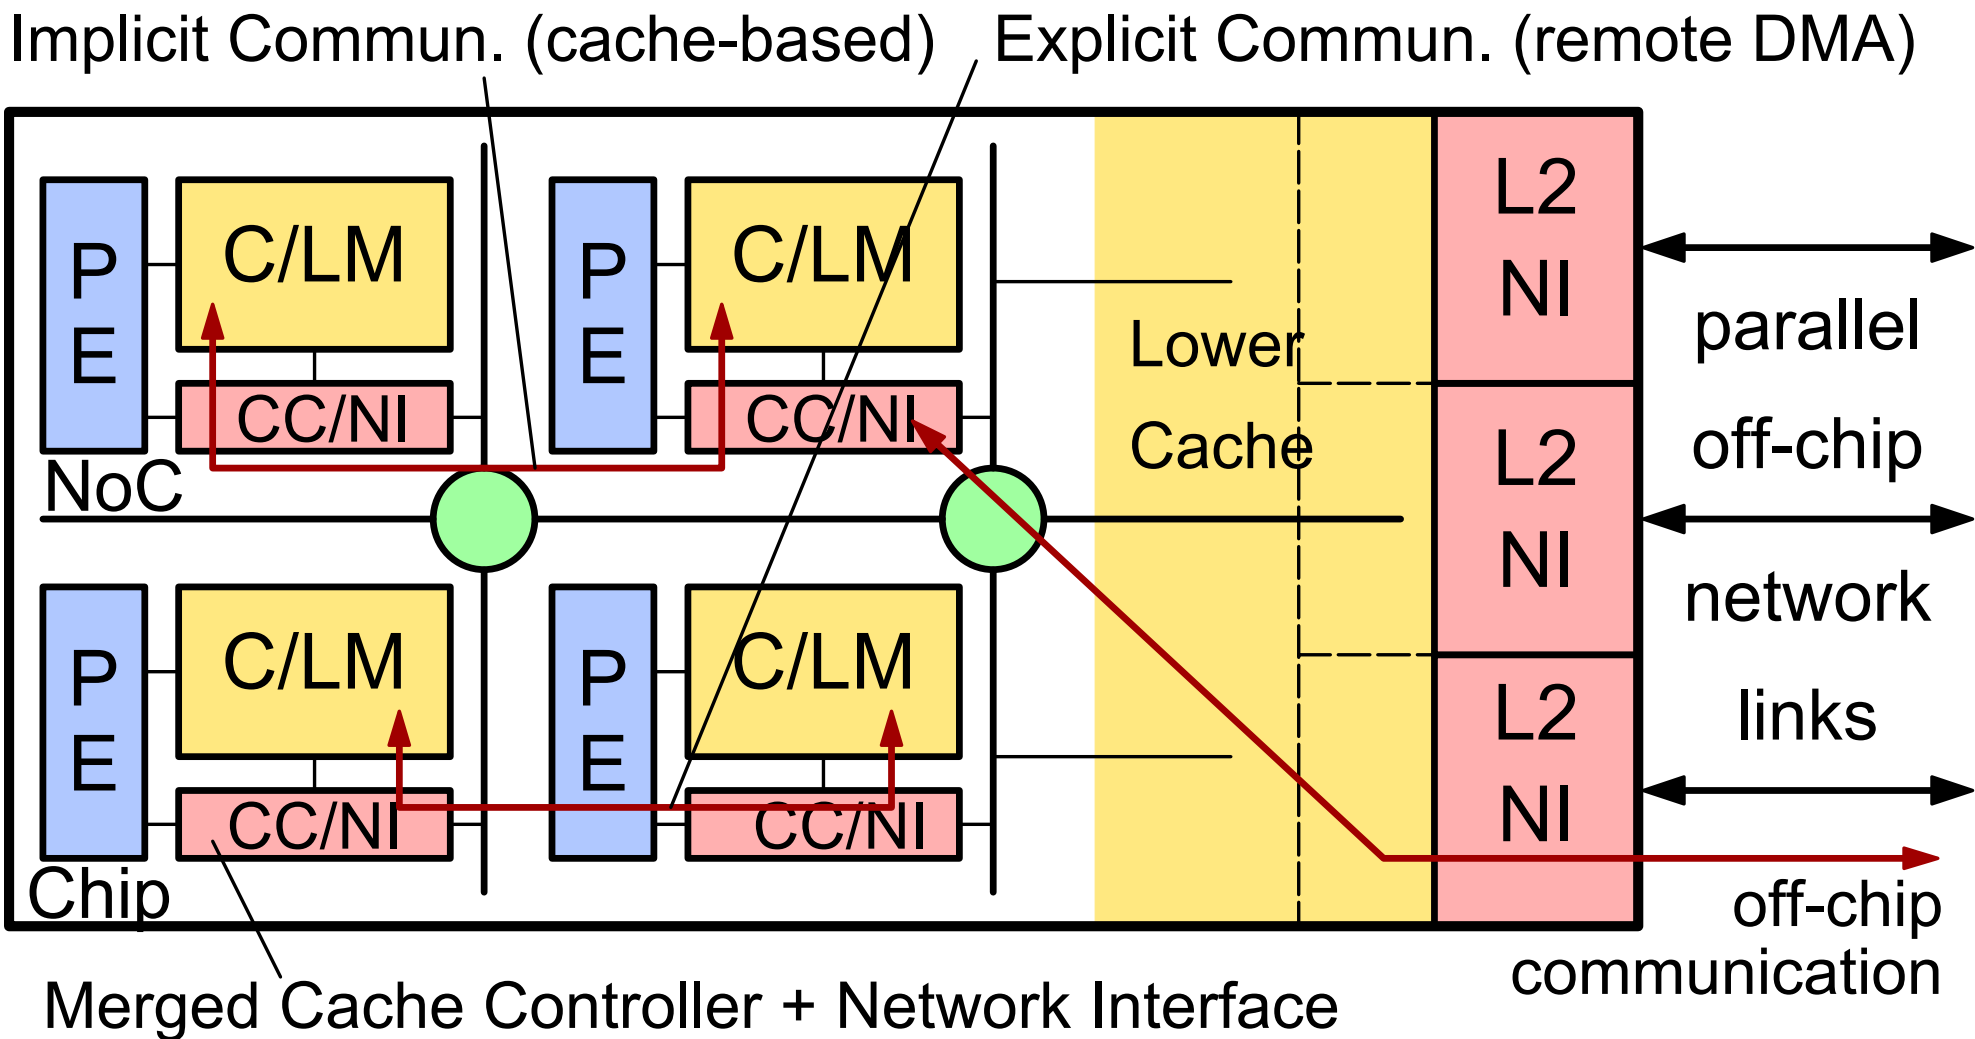 Implicit Commun. (cache-based)
Explicit Commun. (remote DMA)
P
E
C/LM
CC/NI
P
E
C/LM
CC/NI
NoC
Lower
Cache
L2
NI
L2
NI
L2
NI
parallel
off-chip
network
links
P
E
C/LM
CC/NI
P
E
C/LM
CC/NI
Chip
off-chip
communication
Merged Cache Controller + Network Interface